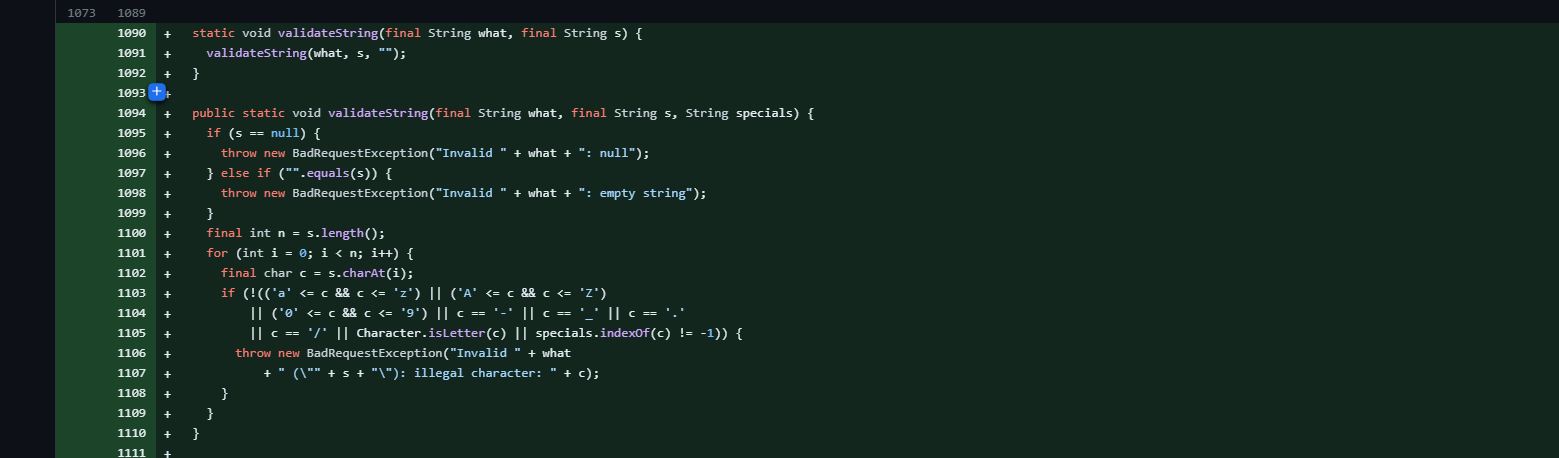 1073 1089
1090 + static void validateString(final String what, final String s) {
1091 + validateString(what, s, "");
1092 + }
1093 +
1094 + public static void validateString(final String what, final String s, String specials) {
1095 + if (s == null) {
1096 + throw new BadRequestException("Invalid " + what + ": null");
1097 + } else if ("".equals(s)) {
1098 + throw new BadRequestException("Invalid " + what + ": empty string");
1099 + }
1100 + final int n = s.length();
1101 + for (int i = 0; i < n; i++) {
1102 + final char c = s.charAt(i);
1103 + if (!(('a' <= c && c <= 'z') || ('A' <= c && c <= 'Z')
1104 + || ('0' <= c && c <= '9') || c == '-' || c == '_' || c == '.'
1105 + || c == '/' || Character.isLetter(c) || specials.indexOf(c) != -1)) {
1106 + throw new BadRequestException("Invalid " + what
1107 + + " (\"" + s + "\"): illegal character: " + c);
1108 + }
1109 + }
1110 + }
1111 +